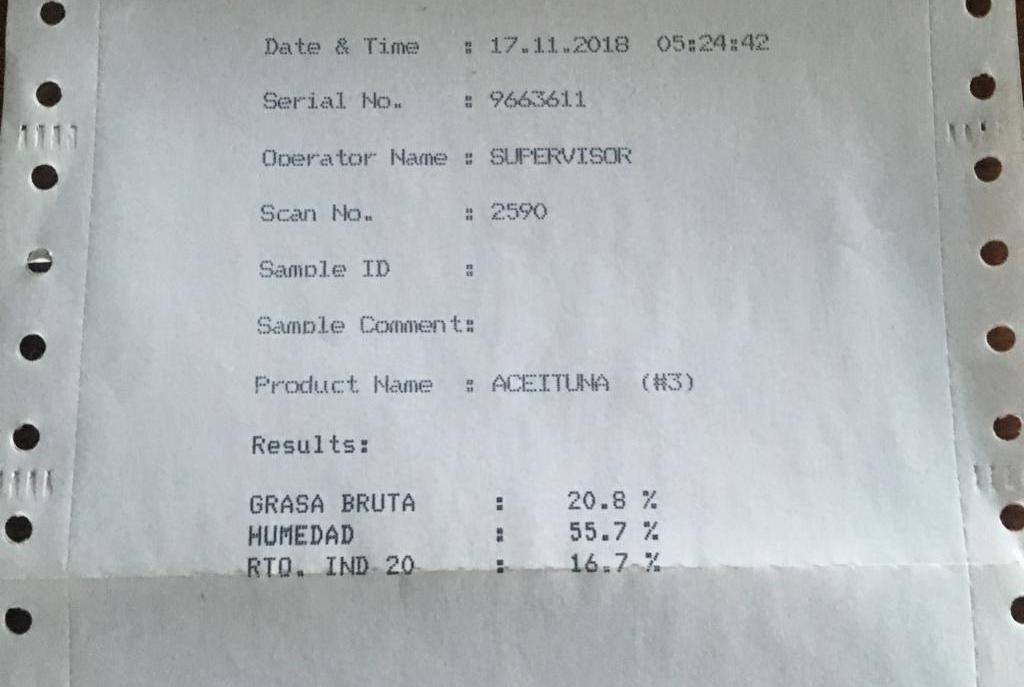 Date & Time : 17.11.2018 05:24:42
Serial No. : 9663611
Operator Name : SUPERVISOR
Scan No. : 2590
Sample ID :
Sample Comment:
Product Name : ACEITUNA (#3)
Results:
GRASA BRUTA : 20.8 %
HUMEDAD : 55.7 %
RTO. IND 20 : 16.7 %